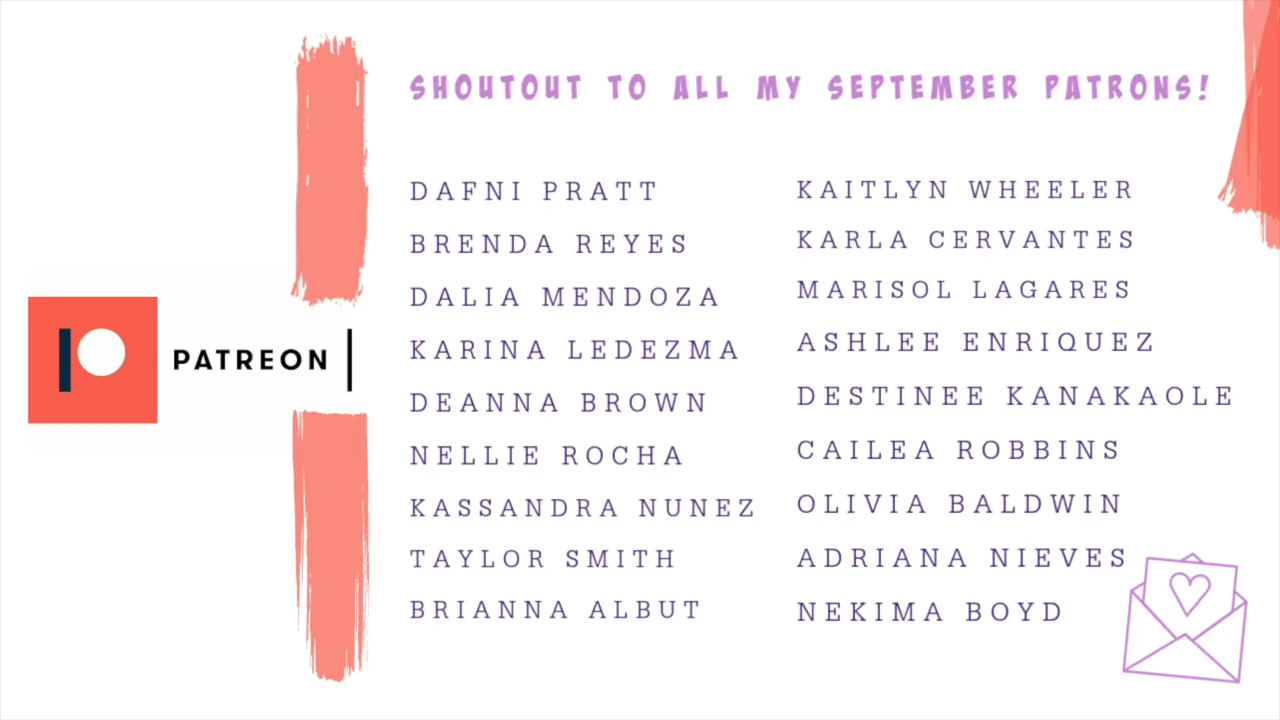 SHOUTOUT TO ALL MY SEPTEMBER PATRONS!
DAFNI PRATT
BRENDA REYES
DALIA MENDOZA
KARINA LEDEZMA
DEANNA BROWN
NELLIE ROCHA
KASSANDRA NUNEZ
TAYLOR SMITH
BRIANNA ALBUT
KAITLYN WHEELER
KARLA CERVANTES
MARISOL LAGARES
ASHLEE ENRIQUEZ
DESTINEE KANAKAOLE
CAILEA ROBBINS
OLIVIA BALDWIN
ADRIANA NIEVES
NEKIMA BOYD
PATREON